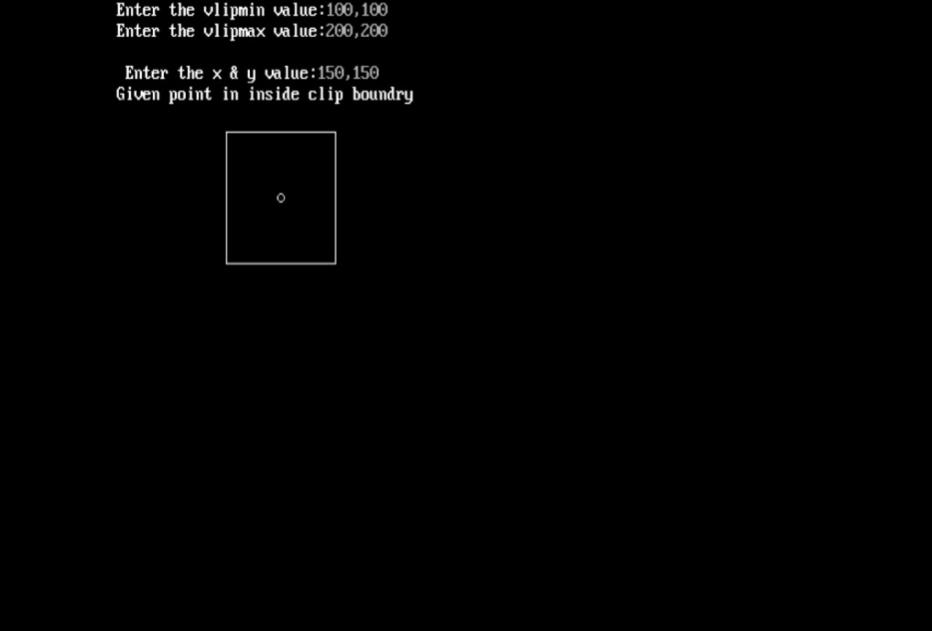 Enter the vlipmin value:100,100
Enter the vlipmax value:200,200
Enter the x & y value:150,150
Given point in inside clip boundry